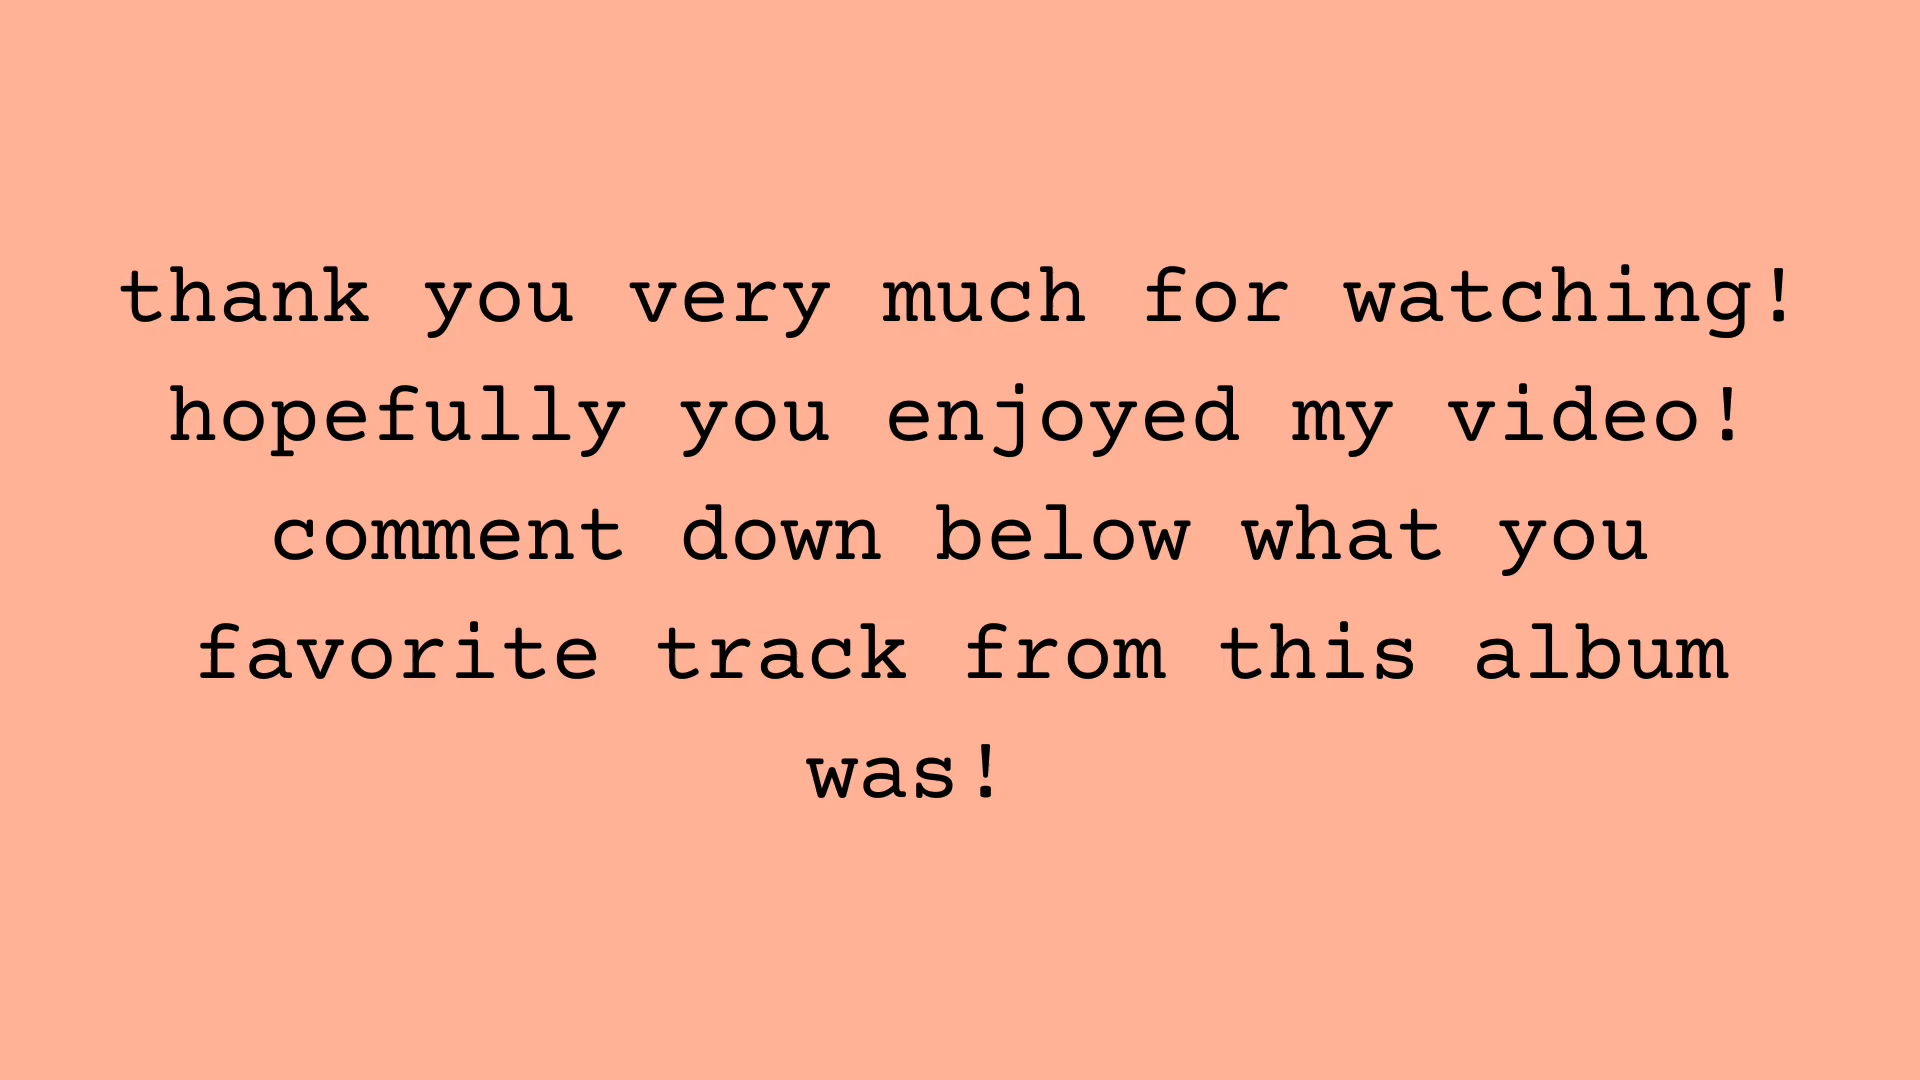 thank you very much for watching!
hopefully you enjoyed my video!
comment down below what you
favorite track from this album
was!